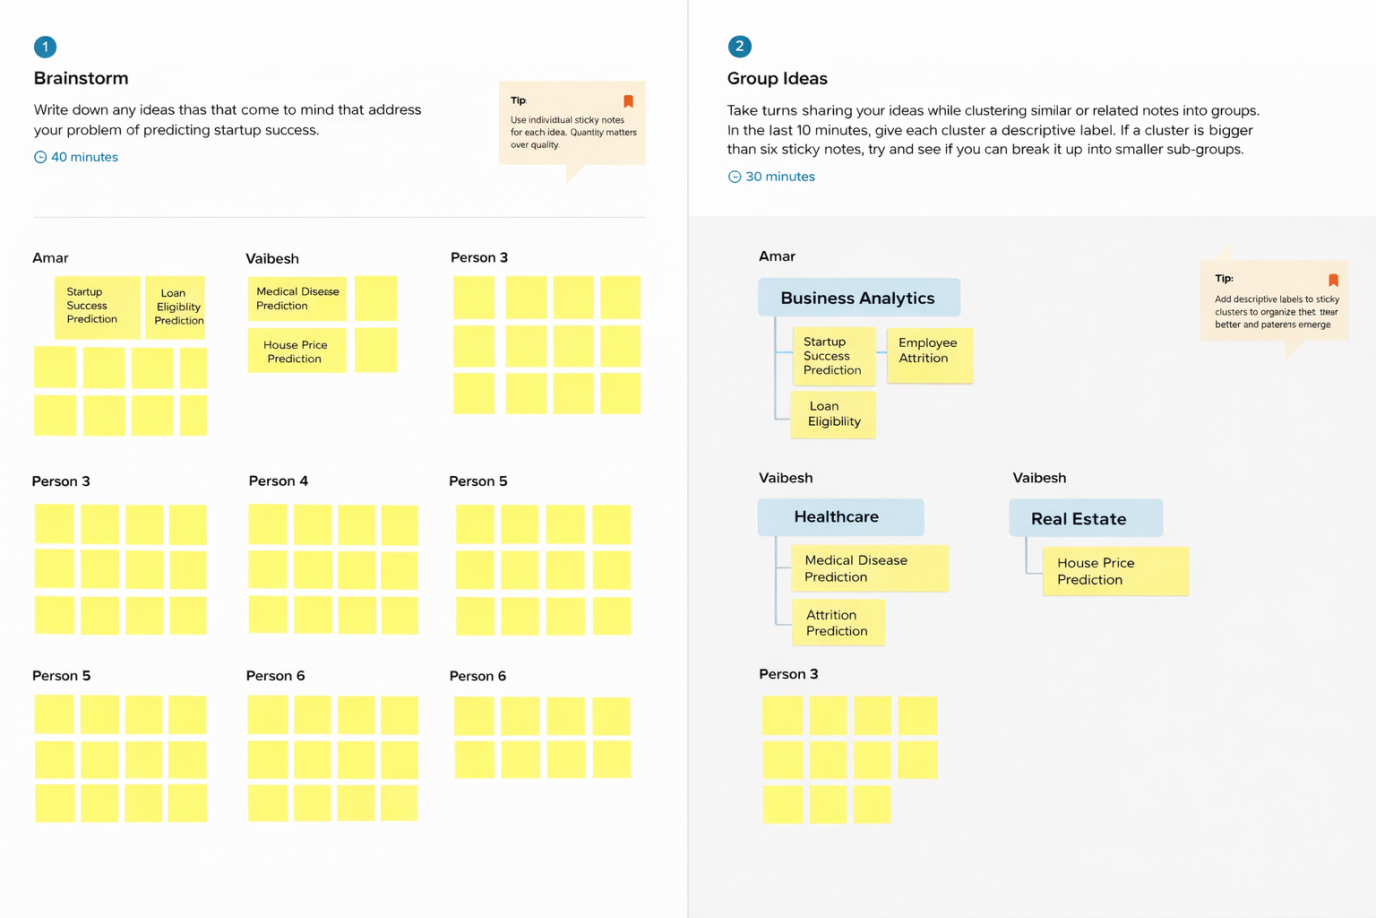 1
Brainstorm
Write down any ideas thas that come to mind that address
your problem of predicting startup success.
40 minutes
Tip:
Use individual sticky notes
for each idea. Quantity matters
over quality.
Amar
Startup
Success
Prediction
Loan
Eligiblity
Prediction
Vaibesh
Medical Disease
Prediction
House Price
Prediction
Person 3
Person 3
Person 4
Person 5
Person 5
Person 6
Person 6
2
Group Ideas
Take turns sharing your ideas while clustering similar or related notes into groups.
In the last 10 minutes, give each cluster a descriptive label. If a cluster is bigger
than six sticky notes, try and see if you can break it up into smaller sub-groups.
30 minutes
Tip:
Add descriptive labels to sticky
clusters to organize thet thær
better and paterens emerge
Amar
Business Analytics
Startup
Success
Prediction
Employee
Attrition
Loan
Eligibility
Vaibesh
Healthcare
Medical Disease
Prediction
Attrition
Prediction
Vaibesh
Real Estate
House Price
Prediction
Person 3